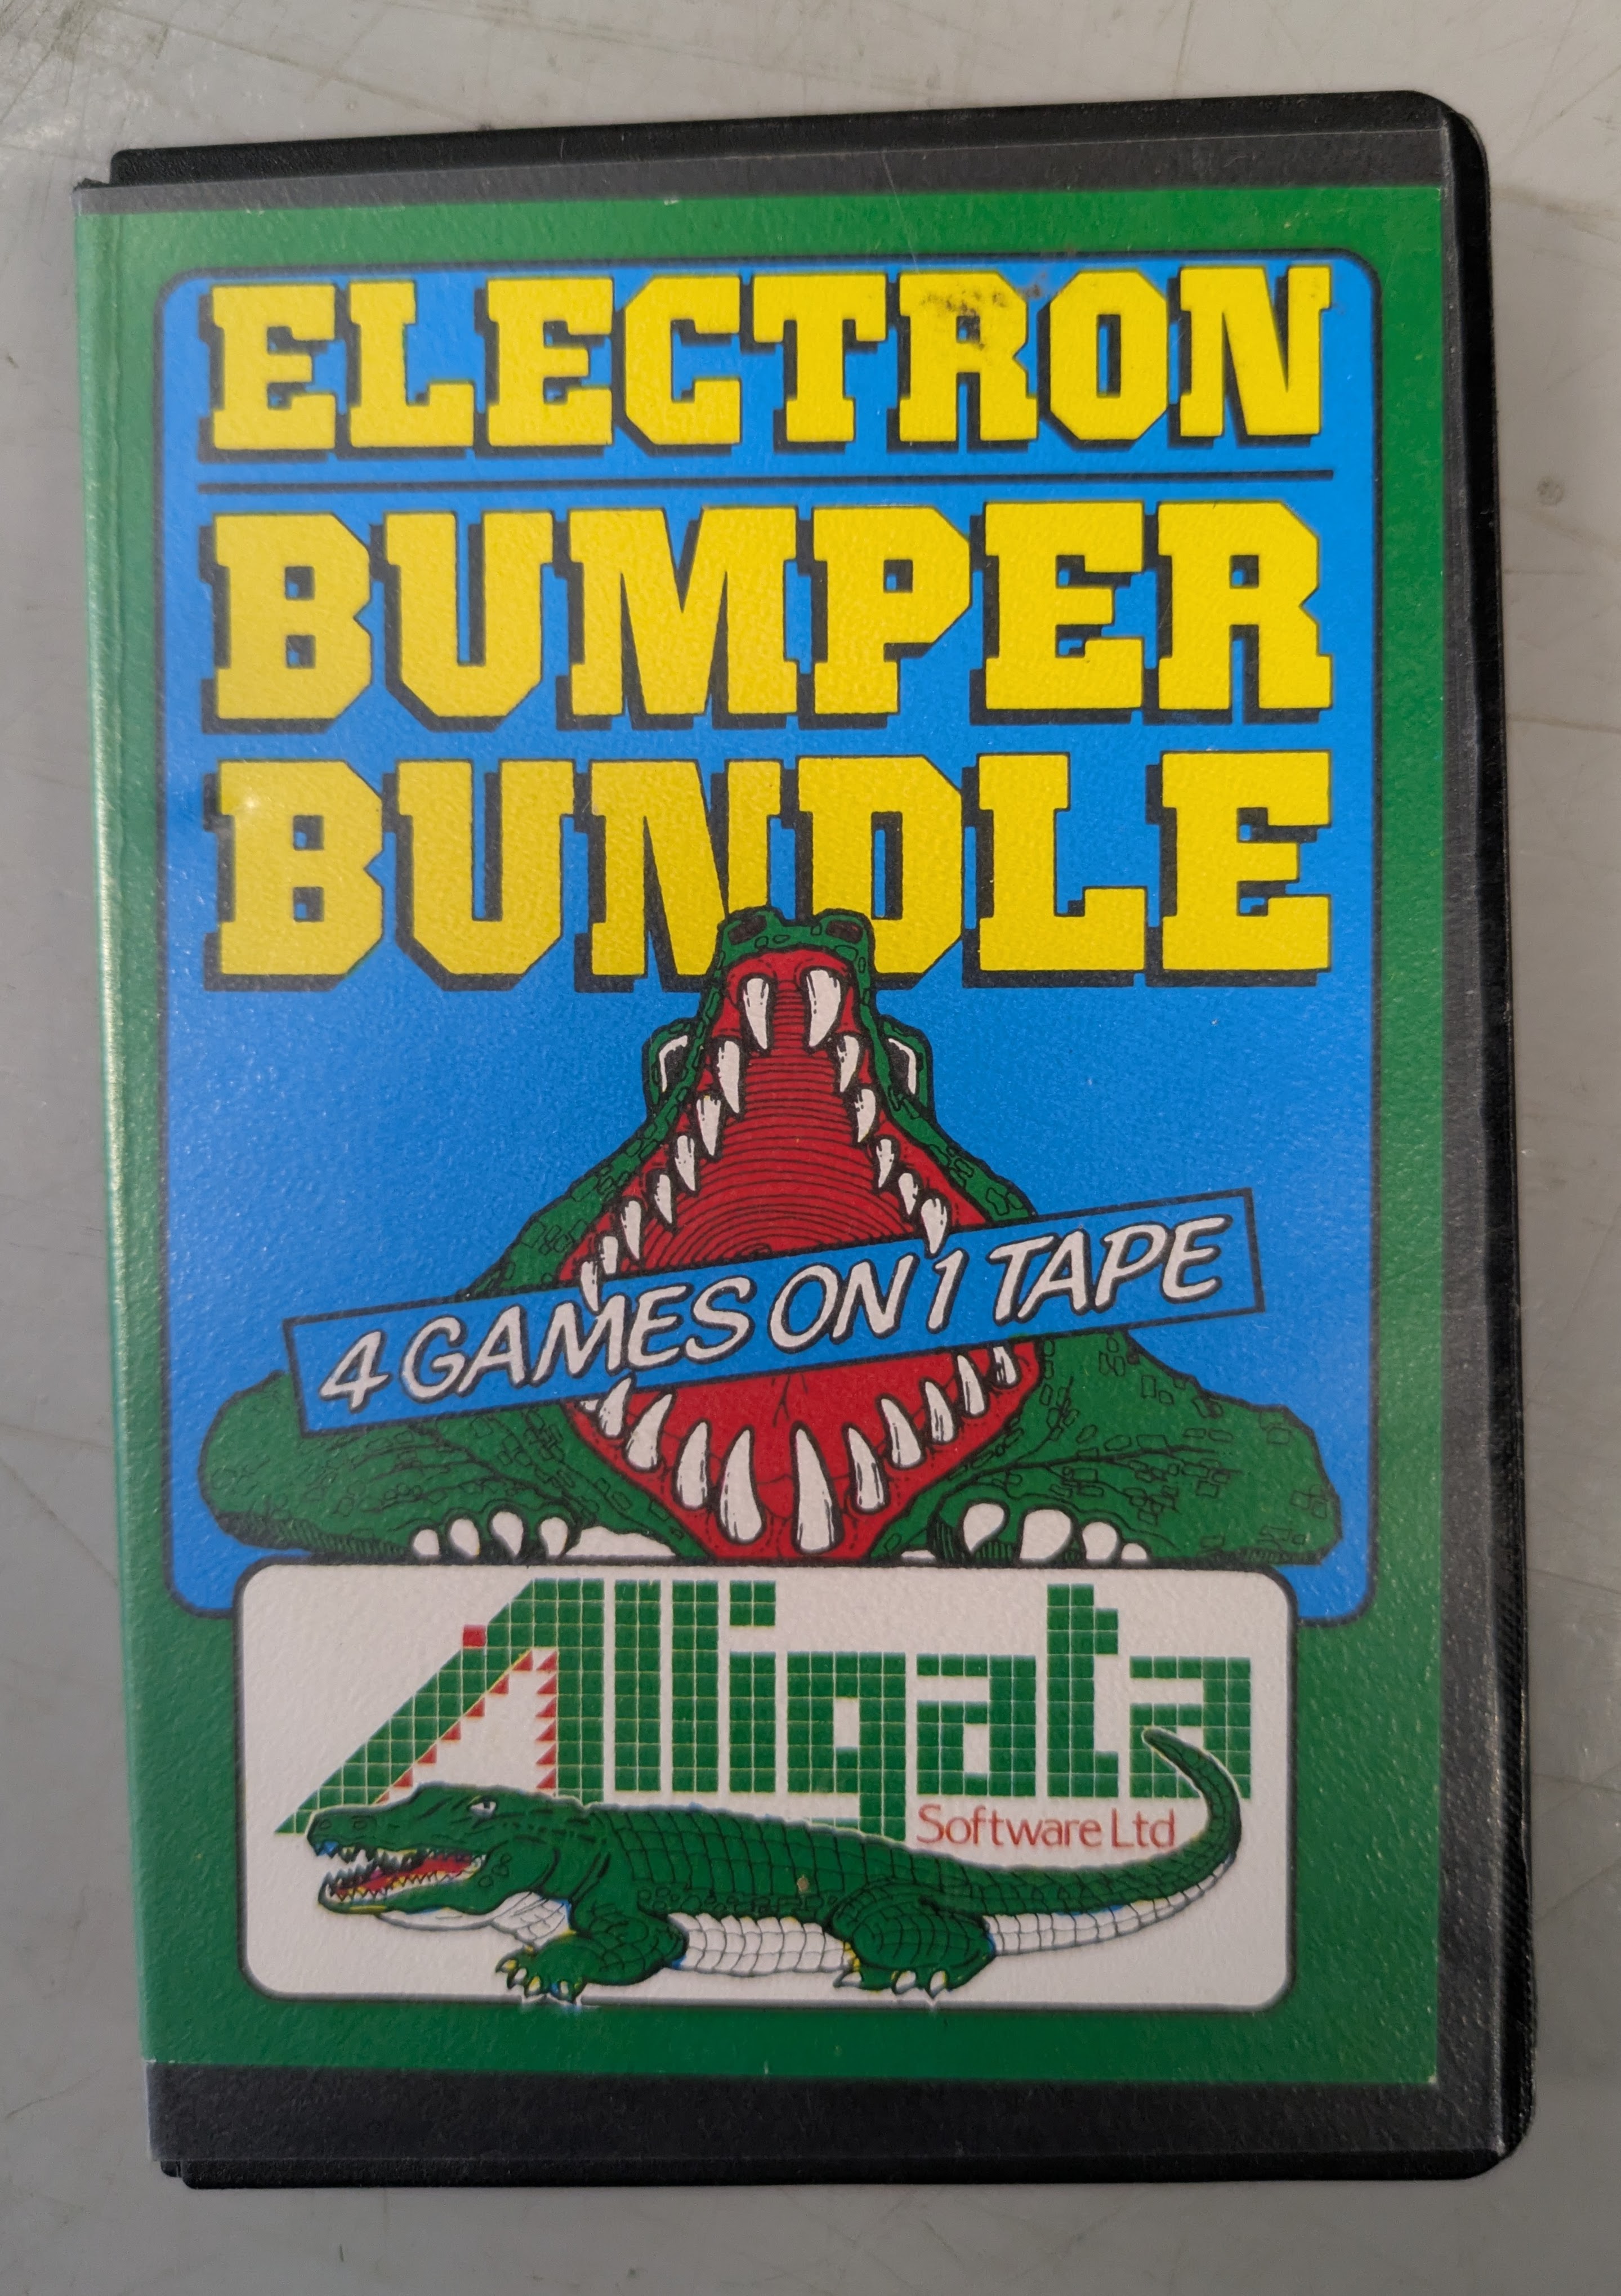 ELECTRON
BUMPER
BUNDLE
4 GAMES ON 1 TAPE
Alligata
Software Ltd